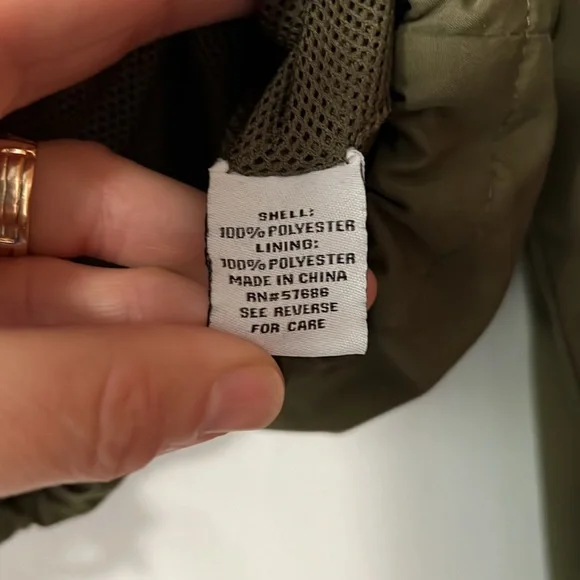 SHELL:
100% POLYESTER
LINING:
100% POLYESTER
MADE IN CHINA
RN#57686
SEE REVERSE
FOR CARE